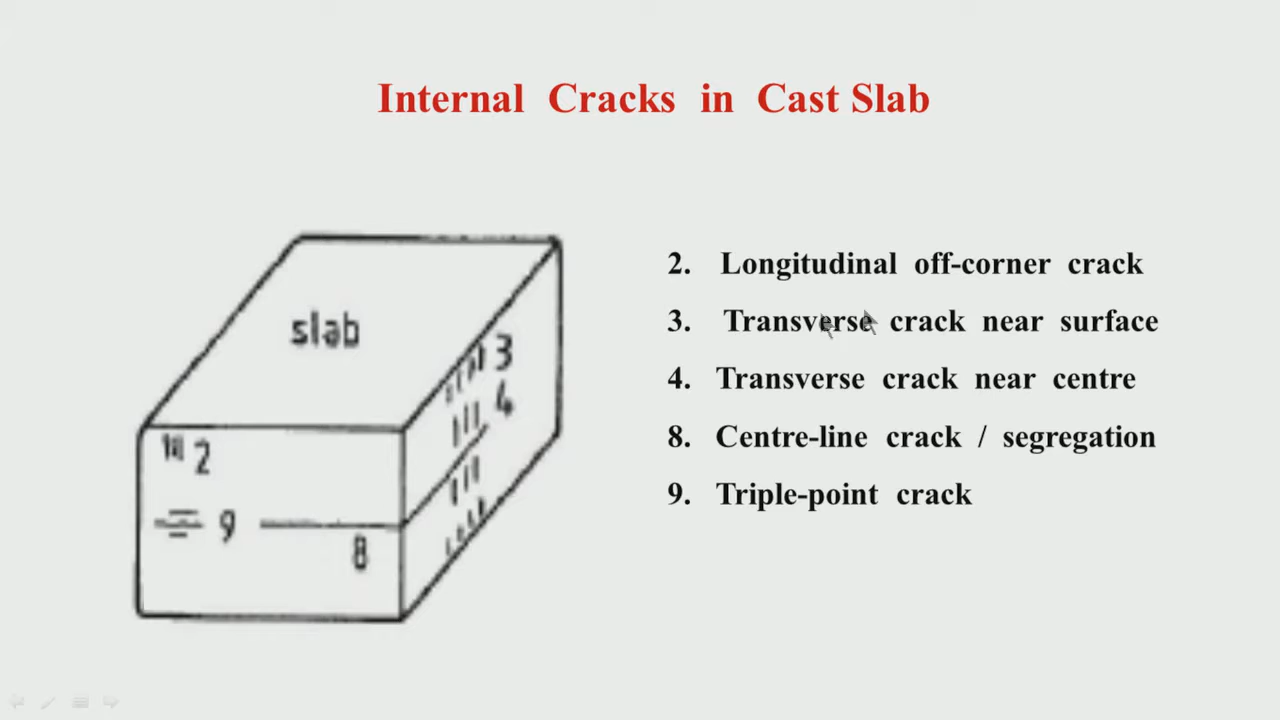 Internal Cracks in Cast Slab
slab
3
4
2
9
8
2. Longitudinal off-corner crack
3. Transverse crack near surface
4. Transverse crack near centre
8. Centre-line crack / segregation
9. Triple-point crack